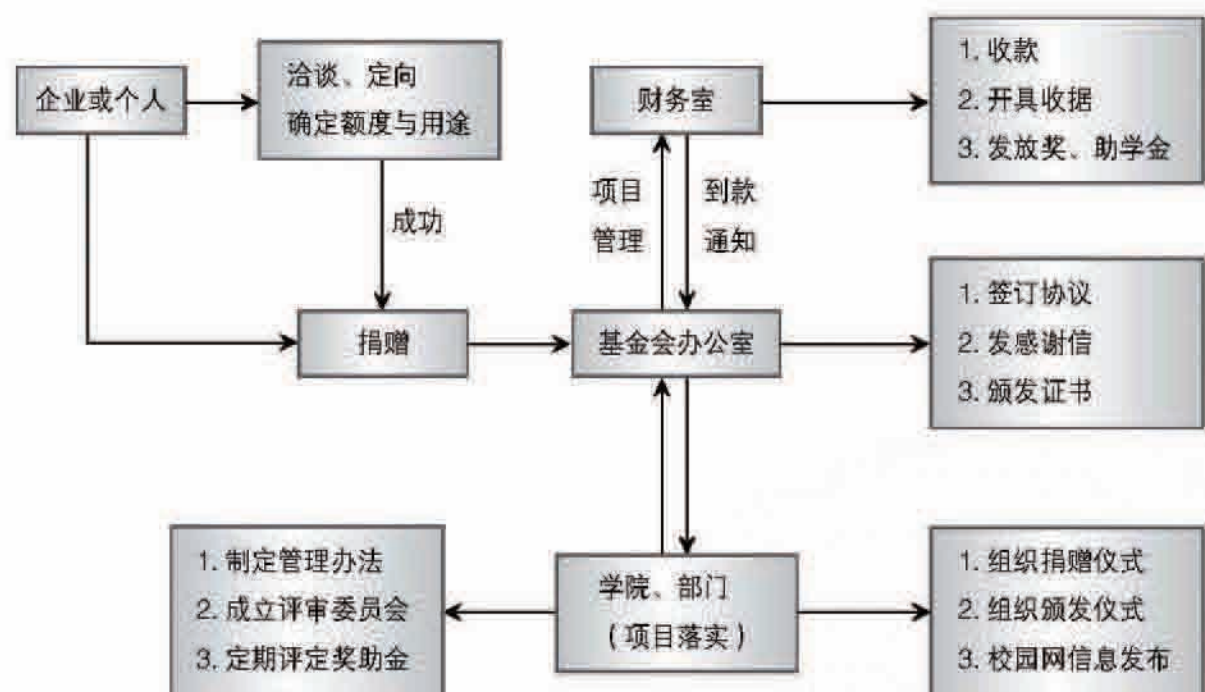 企业或个人
洽谈、定向
确定额度与用途
成功
捐赠
财务室
项目
管理
到款
通知
基金会办公室
1. 收款
2. 开具收据
3. 发放奖、助学金
1. 签订协议
2. 发感谢信
3. 颁发证书
学院、部门
（项目落实）
1. 制定管理办法
2. 成立评审委员会
3. 定期评定奖助金
1. 组织捐赠仪式
2. 组织颁发仪式
3. 校园网信息发布